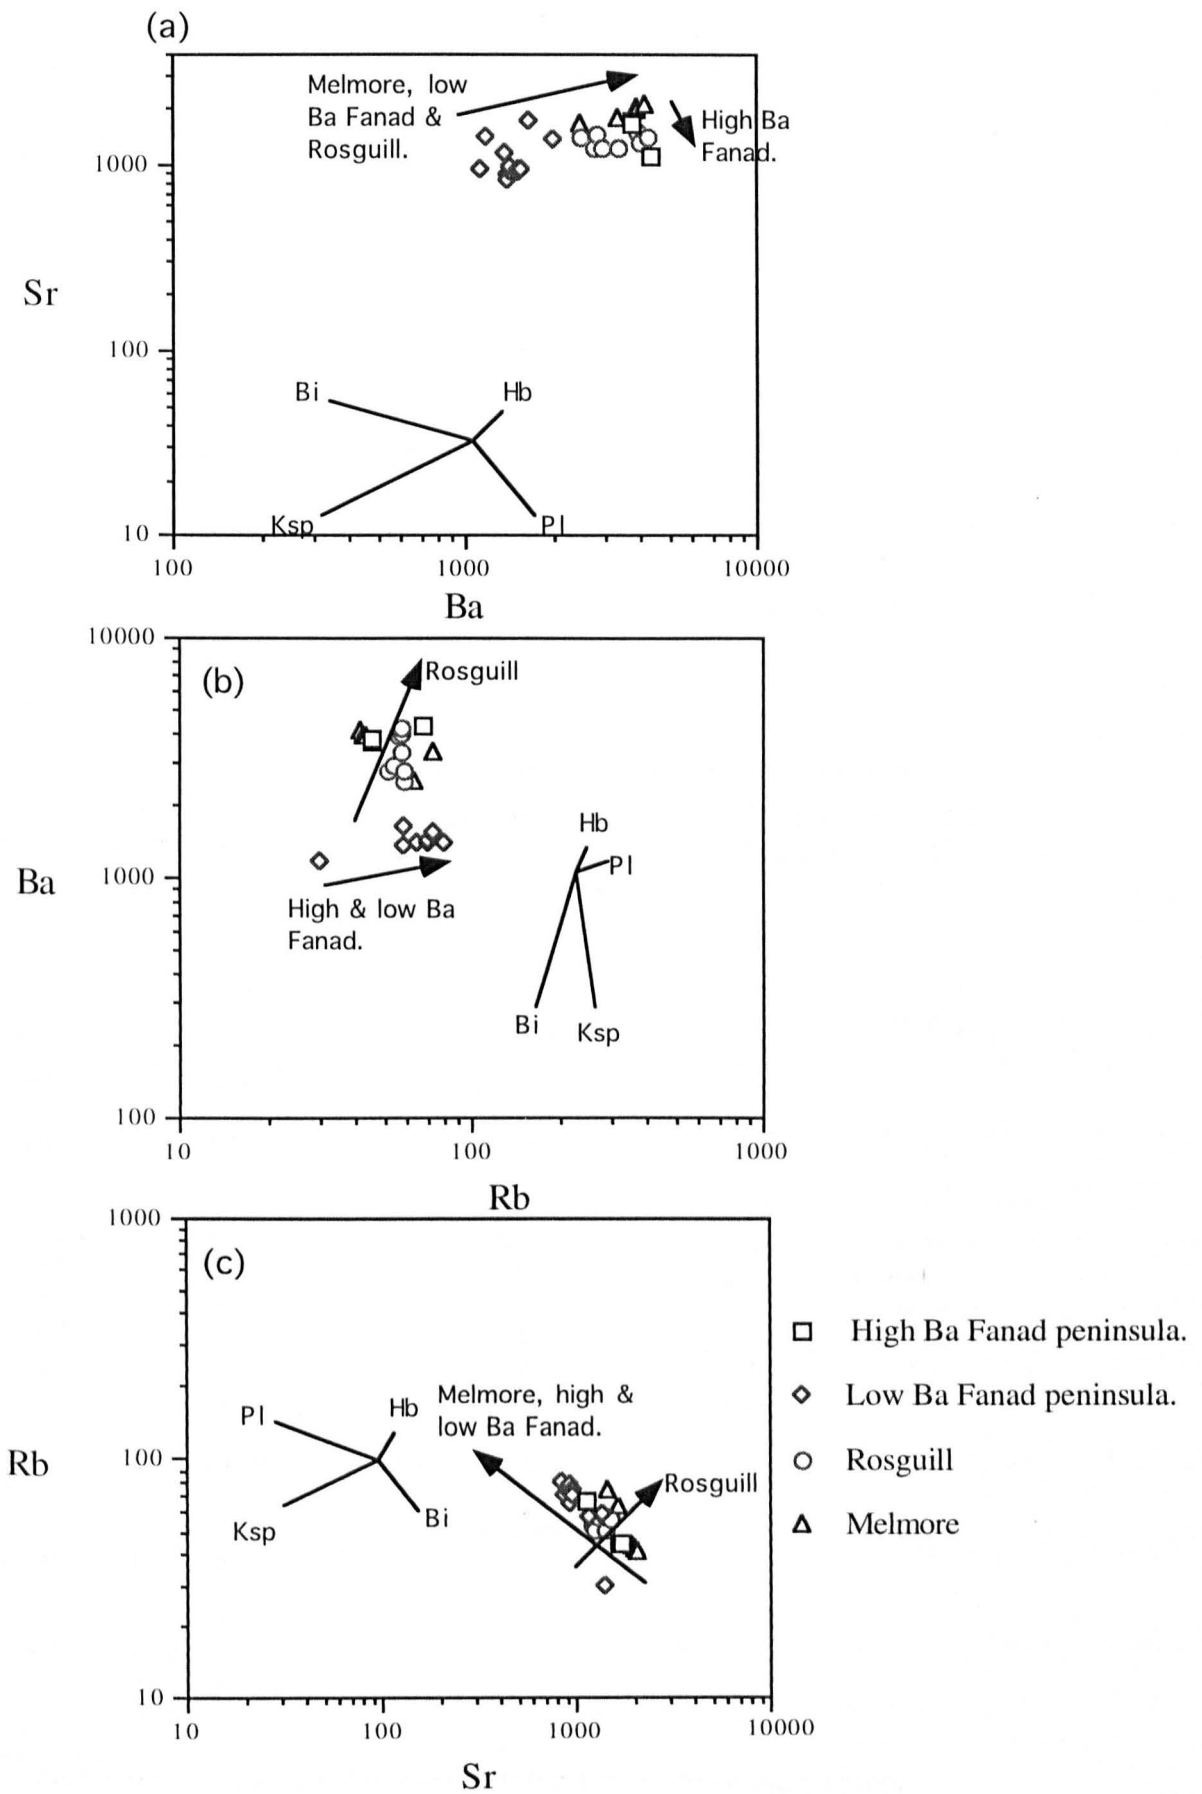 (a)
Melmore, low
Ba Fanad &
Rosguill.
High Ba
Fanad.
1000
Sr
100
Bi
Hb
Ksp
Pl
10
100
1000
10000
Ba
10000
(b)
Rosguill
Ba
1000
Hb
Pl
High & low Ba
Fanad.
Bi
Ksp
100
10
100
1000
Rb
1000
(c)
High Ba Fanad peninsula.
Low Ba Fanad peninsula.
Rosguill
Melmore
Melmore, high &
low Ba Fanad.
Pl
Hb
Rb
100
Rosguill
Ksp
Bi
10
10
100
1000
10000
Sr